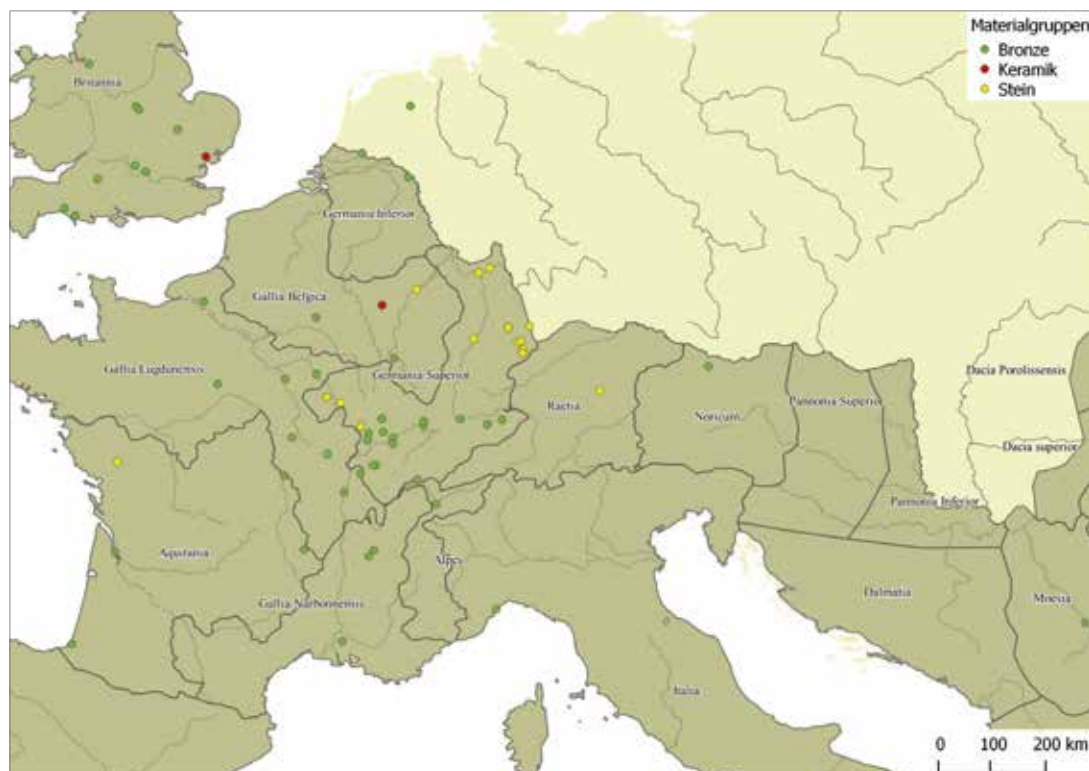 Materialgruppen
Bronze
Keramik
Stein
Britannia
Germania Inferior
Gallia Belgica
Gallia Lugdunensis
Germania Superior
Raetia
Noricum
Pannonia Superior
Dacia Porolissensis
Dacia superior
Pannonia Inferior
Aquitania
Alpes
Gallia Narbonnensis
Dalmatia
Moesia
Italia
0 100 200 km